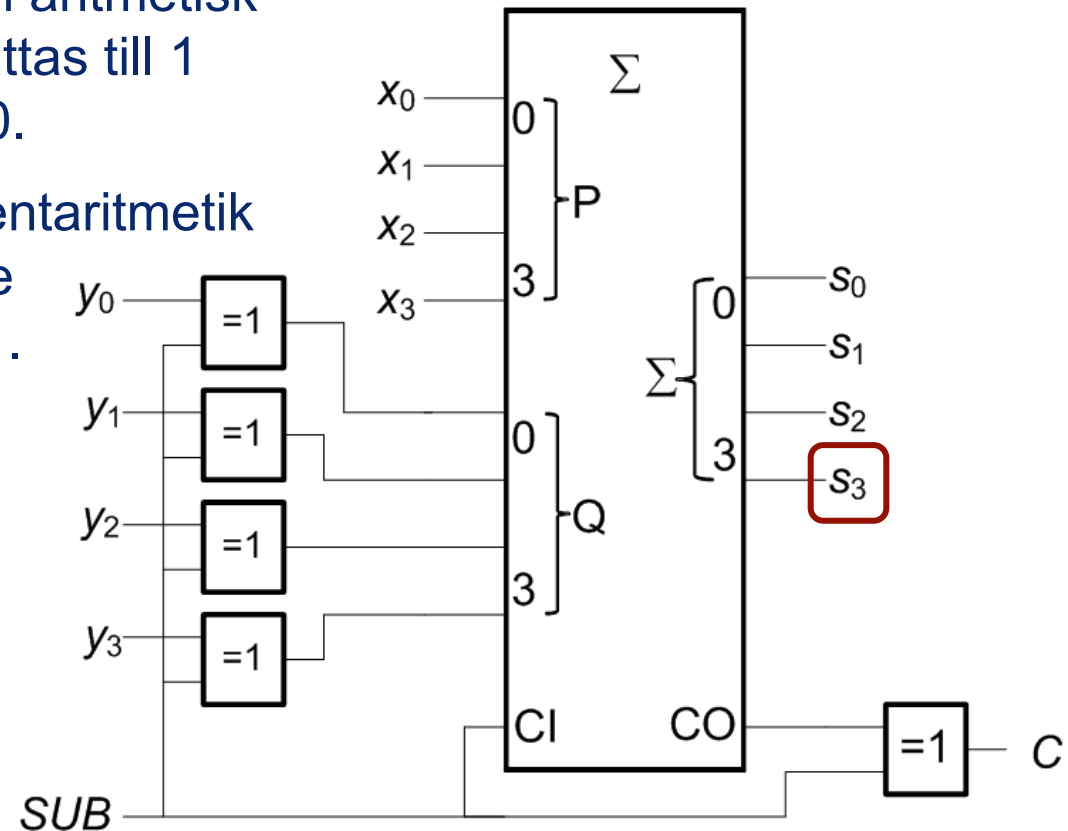 aritmetisk
ttas till 1
0.
entaritmetik
e
.
Σ
x0
x1
x2
x3
0
3
P
y0
y1
y2
y3
=1
=1
=1
=1
0
3
Q
Σ
0
3
s0
s1
s2
s3
CI
CO
=1
C
SUB